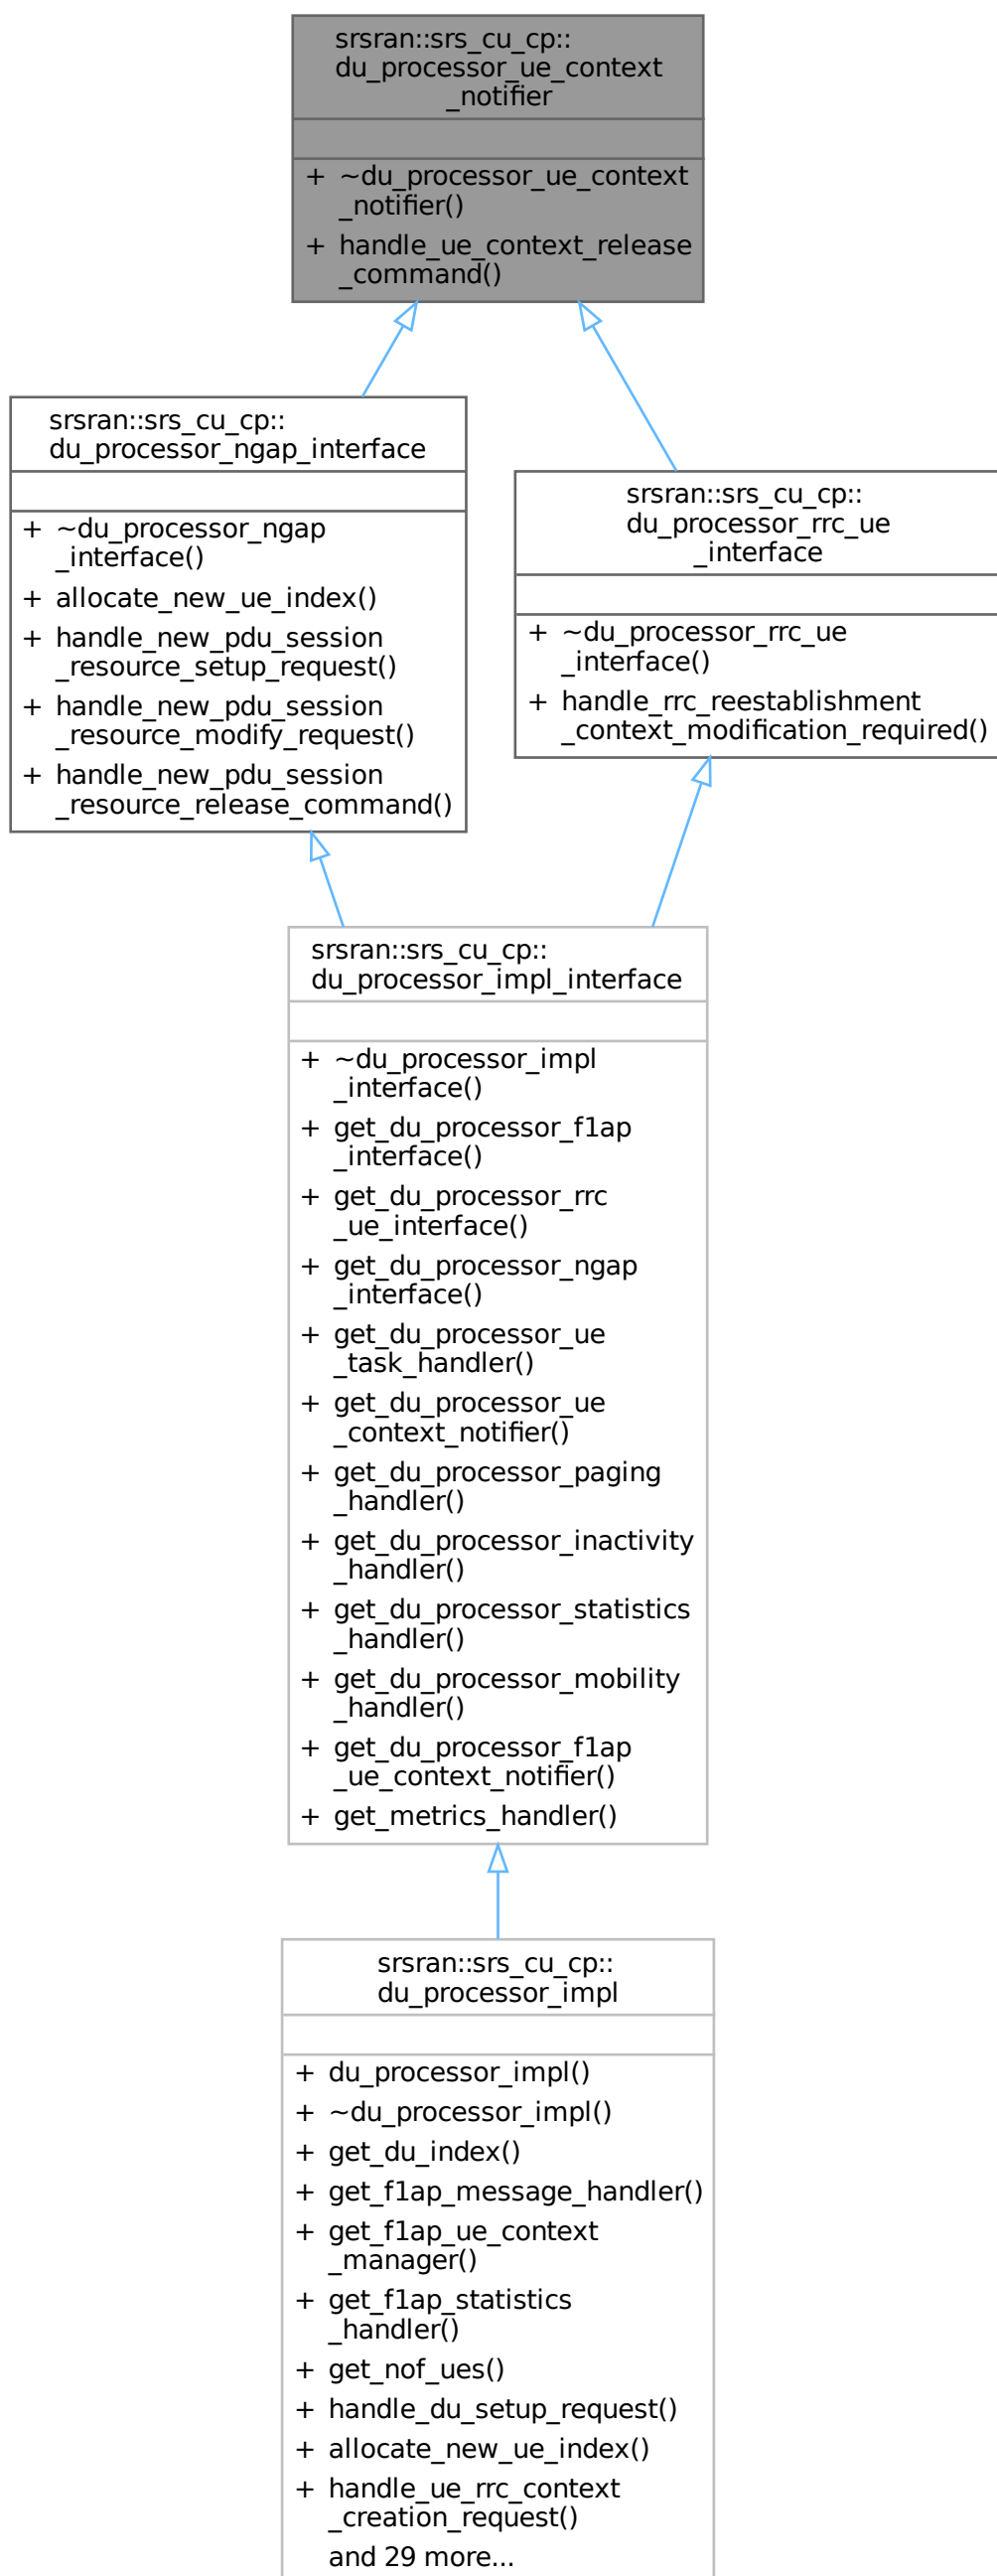 srsran::srs_cu_cp::
du_processor_ue_context
_notifier
+ ~du_processor_ue_context
_notifier()
+ handle_ue_context_release
_command()
srsran::srs_cu_cp::
du_processor_ngap_interface
+ ~du_processor_ngap
_interface()
+ allocate_new_ue_index()
+ handle_new_pdu_session
_resource_setup_request()
+ handle_new_pdu_session
_resource_modify_request()
+ handle_new_pdu_session
_resource_release_command()
srsran::srs_cu_cp::
du_processor_rrc_ue
_interface
+ ~du_processor_rrc_ue
_interface()
+ handle_rrc_reestablishment
_context_modification_required()
srsran::srs_cu_cp::
du_processor_impl_interface
+ ~du_processor_impl
_interface()
+ get_du_processor_f1ap
_interface()
+ get_du_processor_rrc
_ue_interface()
+ get_du_processor_ngap
_interface()
+ get_du_processor_ue
_task_handler()
+ get_du_processor_ue
_context_notifier()
+ get_du_processor_paging
_handler()
+ get_du_processor_inactivity
_handler()
+ get_du_processor_statistics
_handler()
+ get_du_processor_mobility
_handler()
+ get_du_processor_f1ap
_ue_context_notifier()
+ get_metrics_handler()
srsran::srs_cu_cp::
du_processor_impl
+ du_processor_impl()
+ ~du_processor_impl()
+ get_du_index()
+ get_f1ap_message_handler()
+ get_f1ap_ue_context
_manager()
+ get_f1ap_statistics
_handler()
+ get_nof_ues()
+ handle_du_setup_request()
+ allocate_new_ue_index()
+ handle_ue_rrc_context
_creation_request()
and 29 more...